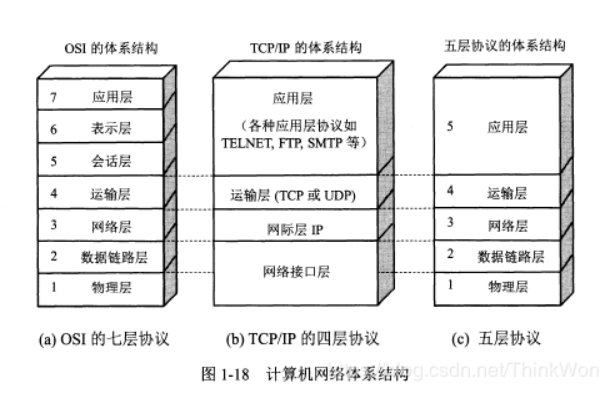 OSI 的体系结构
TCP/IP 的体系结构
五层协议的体系结构
7 应用层
6 表示层
5 会话层
4 运输层
3 网络层
2 数据链路层
1 物理层
应用层
(各种应用层协议如
TELNET, FTP, SMTP 等)
运输层 (TCP 或 UDP)
网际层 IP
网络接口层
5 应用层
4 运输层
3 网络层
2 数据链路层
1 物理层
(a) OSI 的七层协议
(b) TCP/IP 的四层协议
(c) 五层协议
图 1-18 计算机网络体系结构
blog.csdn.net/ThinkWon